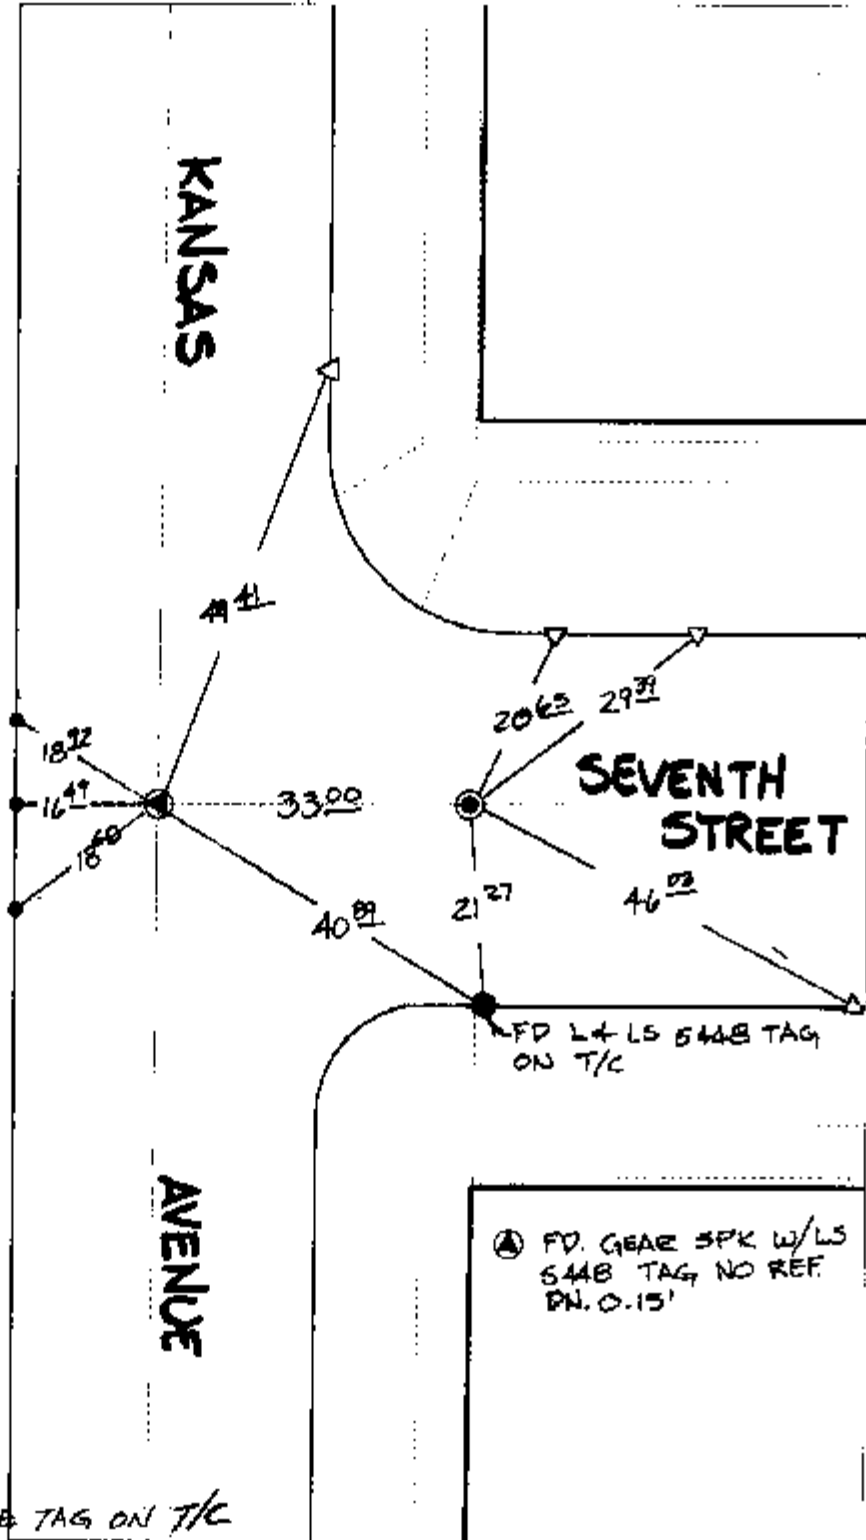 KANSAS
41
18 92
16 49
18 60
33 00
20 65
29 39
SEVENTH
STREET
40 89
21 27
46 03
FD L&LS 5448 TAG
ON T/C
AVENUE
FD. GEAR SPK W/LS
5448 TAG NO REF.
DN. 0.15'
TAG ON T/C